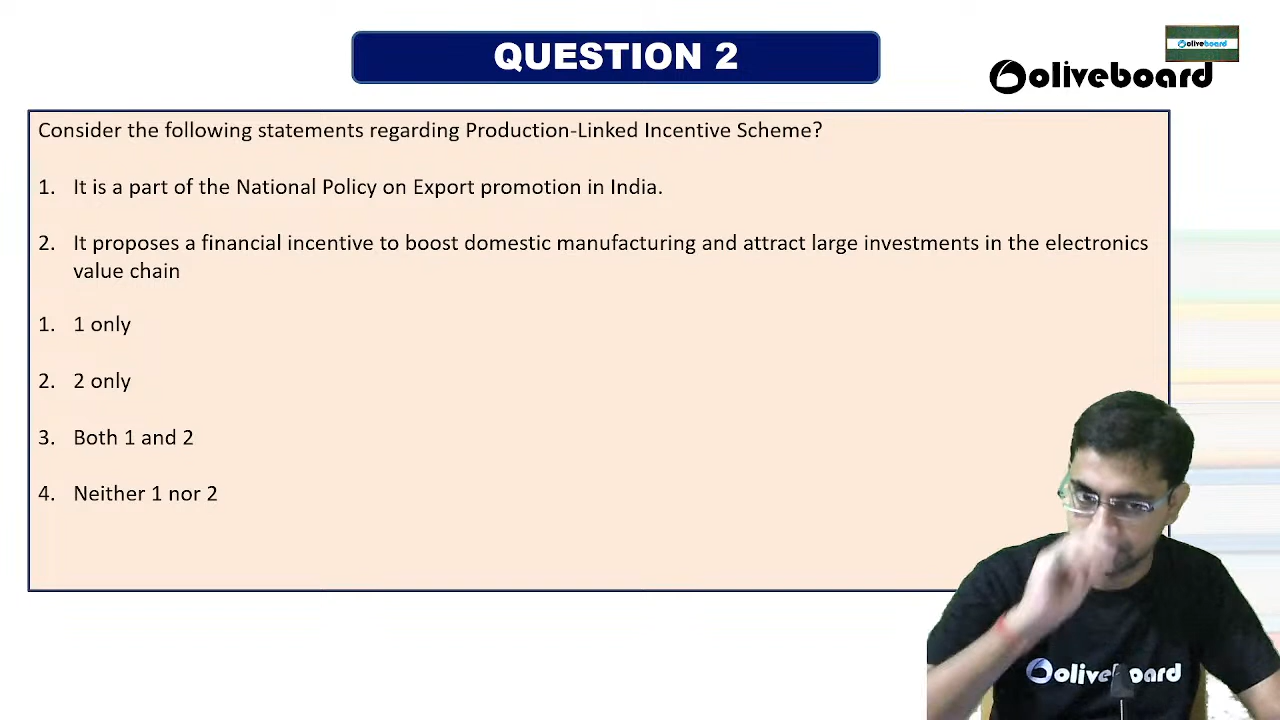 QUESTION 2
oliveboard
oliveboard
Consider the following statements regarding Production-Linked Incentive Scheme?
1. It is a part of the National Policy on Export promotion in India.
2. It proposes a financial incentive to boost domestic manufacturing and attract large investments in the electronics
value chain
1. 1 only
2. 2 only
3. Both 1 and 2
4. Neither 1 nor 2
oliveboard